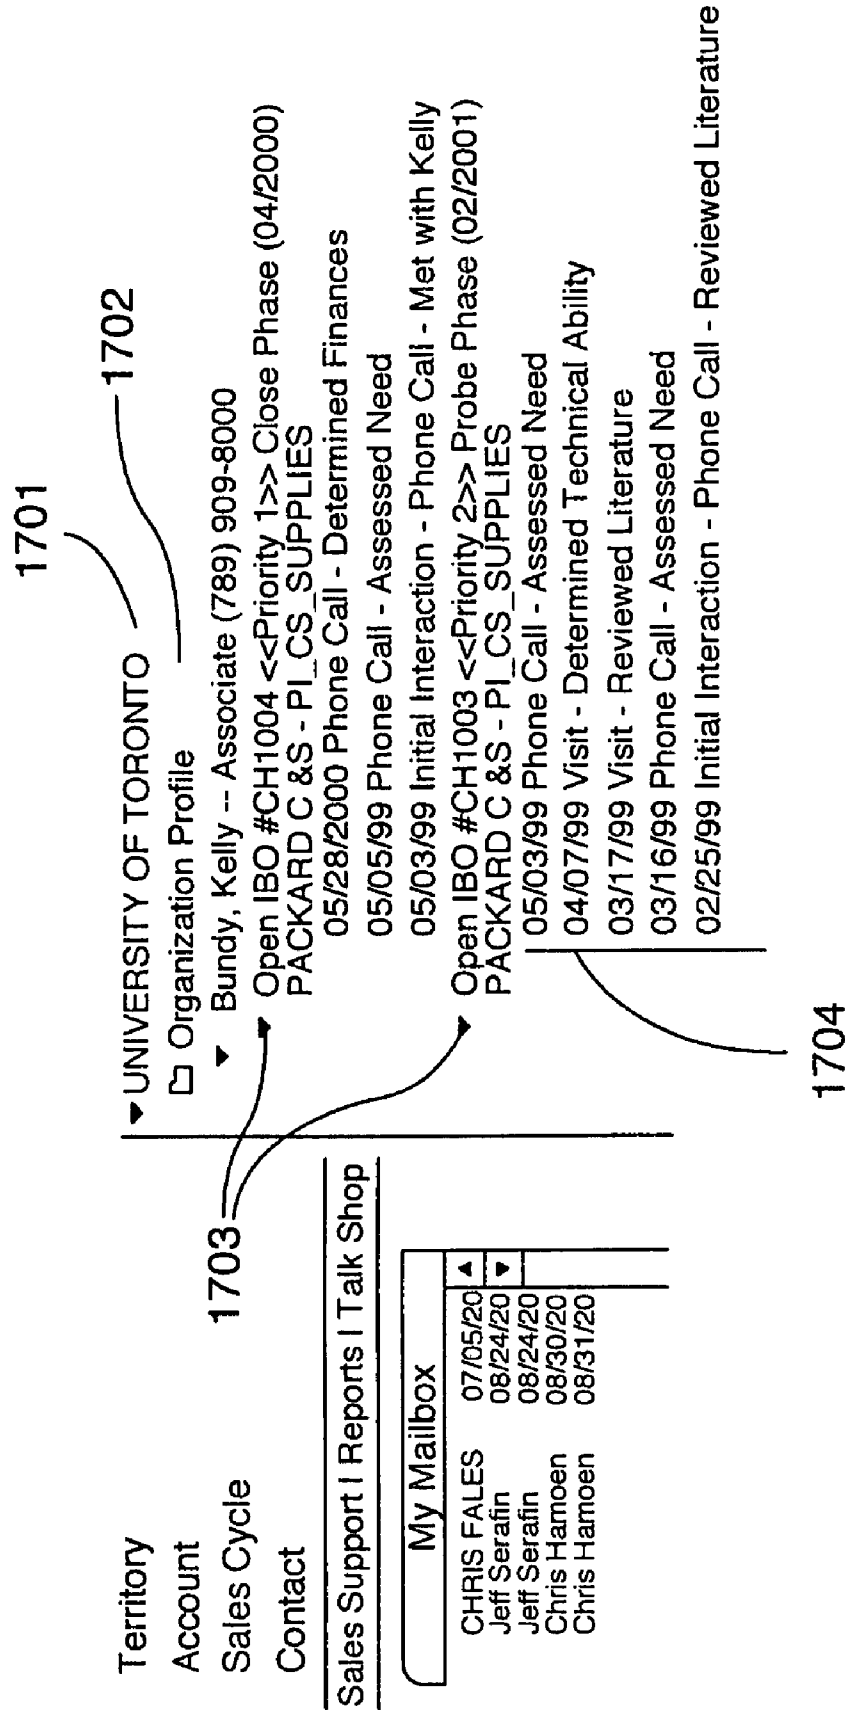 1701
1702
Territory
Account
Sales Cycle
Contact
Sales Support | Reports | Talk Shop
My Mailbox
CHRIS FALES 07/05/20
Jeff Serafin 08/24/20
Jeff Serafin 08/24/20
Chris Hamoen 08/30/20
Chris Hamoen 08/31/20
1703
UNIVERSITY OF TORONTO
Organization Profile
Bundy, Kelly -- Associate (789) 909-8000
Open IBO #CH1004 <<Priority 1>> Close Phase (04/2000)
PACKARD C &S - PI_CS_SUPPLIES
05/28/2000 Phone Call - Determined Finances
05/05/99 Phone Call - Assessed Need
05/03/99 Initial Interaction - Phone Call - Met with Kelly
Open IBO #CH1003 <<Priority 2>> Probe Phase (02/2001)
PACKARD C &S - PI_CS_SUPPLIES
05/03/99 Phone Call - Assessed Need
04/07/99 Visit - Determined Technical Ability
03/17/99 Visit - Reviewed Literature
03/16/99 Phone Call - Assessed Need
02/25/99 Initial Interaction - Phone Call - Reviewed Literature
1704